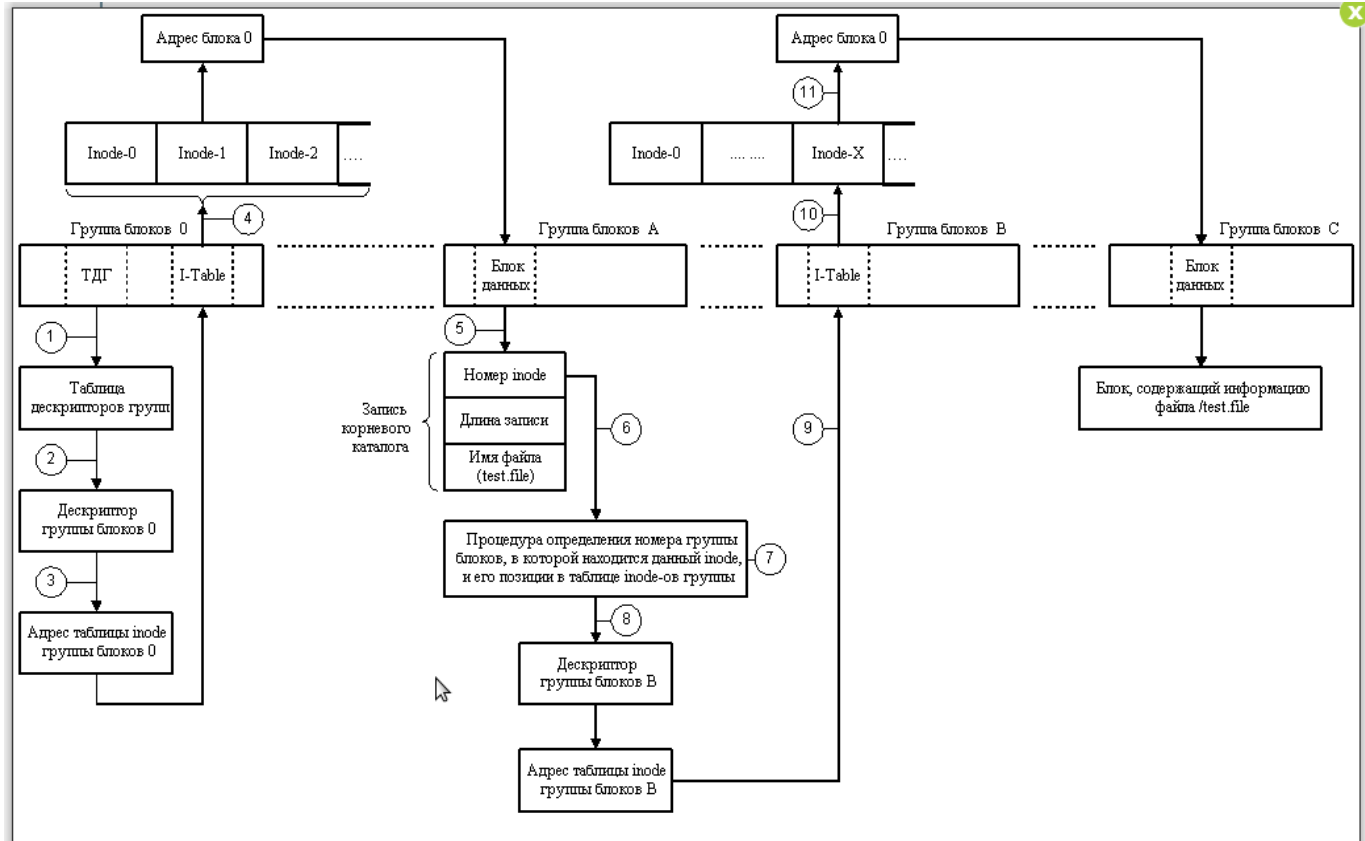 X
Адрес блока 0
Адрес блока 0
11
Inode-0
Inode-1
Inode-2
....
Inode-0
.... ....
Inode-X
....
4
10
Группа блоков 0
Группа блоков А
Группа блоков В
Группа блоков С
ТДГ
I-Table
Блок
данных
I-Table
Блок
данных
1
5
Таблица
дескрипторов групп
Запись
корневого
каталога
Номер inode
Длина записи
Имя файла
(test.file)
6
9
Блок, содержащий информацию
файла /test.file
2
Дескриптор
группы блоков 0
3
Процедура определения номера группы
блоков, в которой находится данный inode,
и его позиции в таблице inode-ов группы
7
Адрес таблицы inode
группы блоков 0
8
Дескриптор
группы блоков В
Адрес таблицы inode
группы блоков В